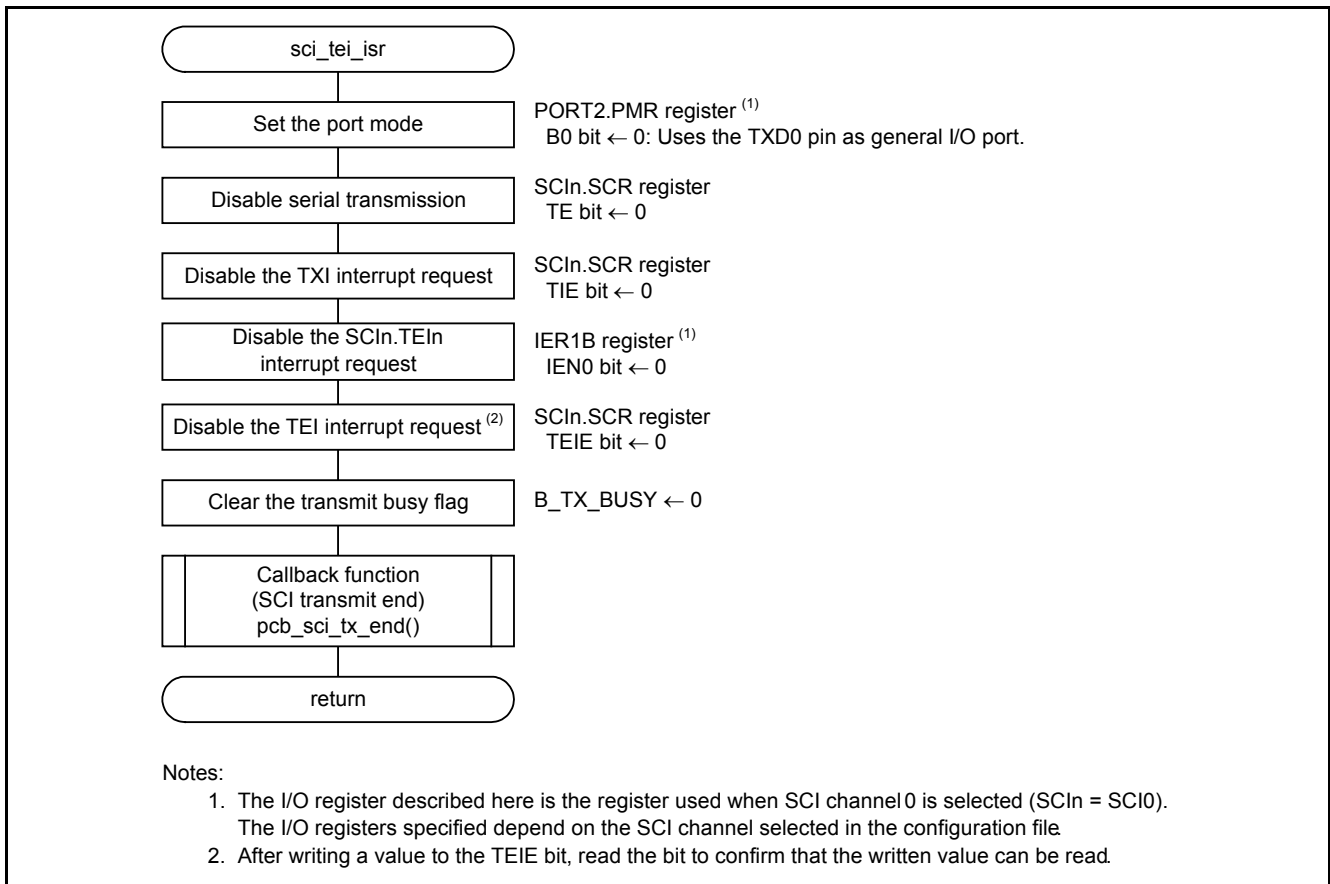 sci_tei_isr
Set the port mode
PORT2.PMR register (1)
B0 bit ← 0: Uses the TXD0 pin as general I/O port.
Disable serial transmission
SCIn.SCR register
TE bit ← 0
Disable the TXI interrupt request
SCIn.SCR register
TIE bit ← 0
Disable the SCIn.TEIn
interrupt request
IER1B register (1)
IEN0 bit ← 0
Disable the TEI interrupt request (2)
SCIn.SCR register
TEIE bit ← 0
Clear the transmit busy flag
B_TX_BUSY ← 0
Callback function
(SCI transmit end)
pcb_sci_tx_end()
return
Notes:
1. The I/O register described here is the register used when SCI channel 0 is selected (SCIn = SCI0).
The I/O registers specified depend on the SCI channel selected in the configuration file.
2. After writing a value to the TEIE bit, read the bit to confirm that the written value can be read.